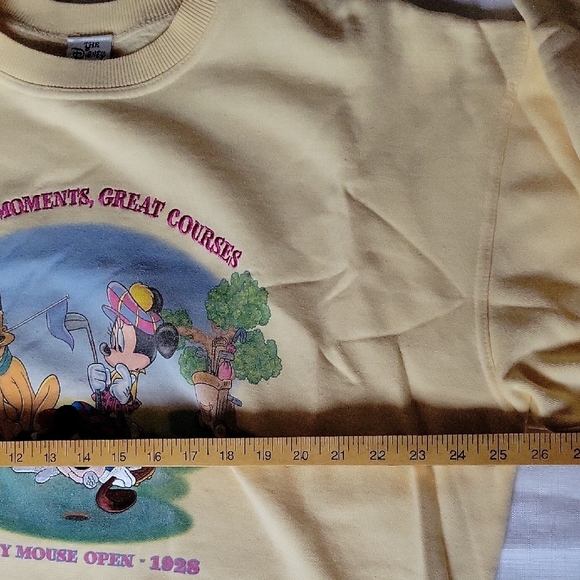 THE
Disney
MOMENTS, GREAT COURSES
12 13 14 15 16 17 18 19 20 21 22 23 24 25 26
Y MOUSE OPEN - 1928